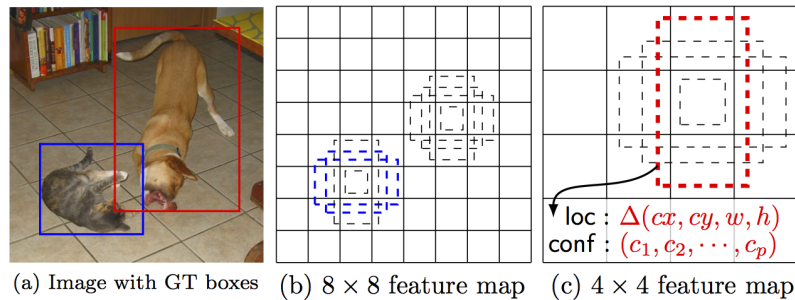 loc : Δ(cx, cy, w, h)
conf : (c₁, c₂, ⋯, cₚ)
(a) Image with GT boxes
(b) 8 × 8 feature map
(c) 4 × 4 feature map